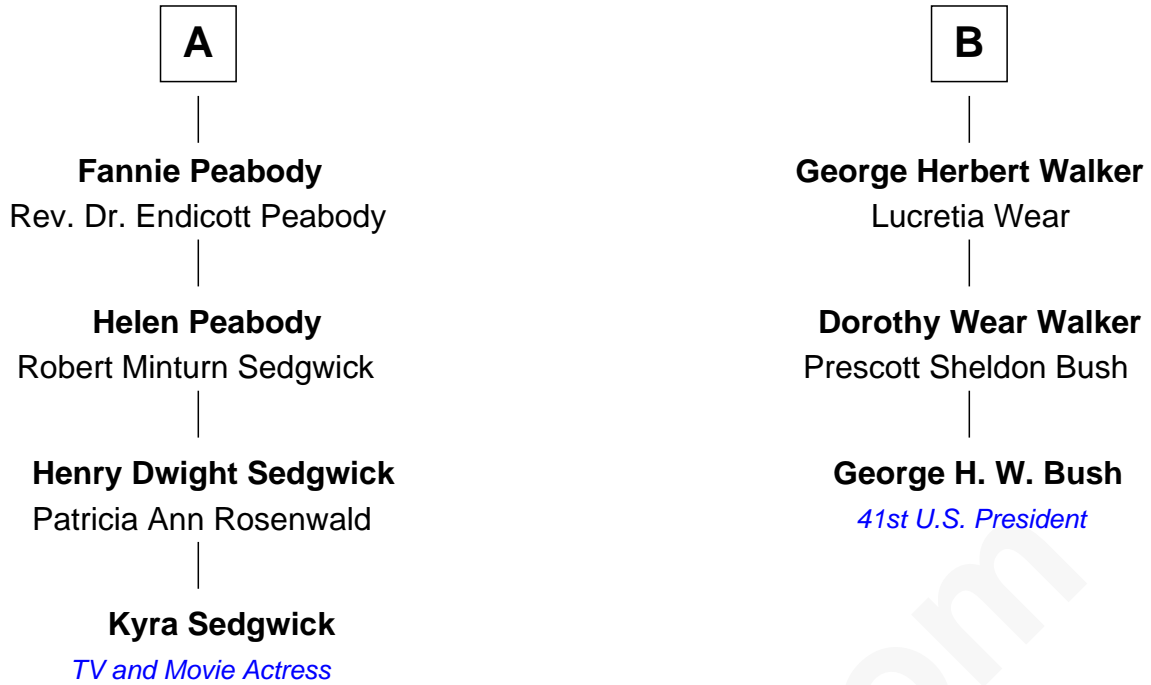 A
Fannie Peabody
Rev. Dr. Endicott Peabody
Helen Peabody
Robert Minturn Sedgwick
Henry Dwight Sedgwick
Patricia Ann Rosenwald
Kyra Sedgwick
TV and Movie Actress
B
George Herbert Walker
Lucretia Wear
Dorothy Wear Walker
Prescott Sheldon Bush
George H. W. Bush
41st U.S. President
om